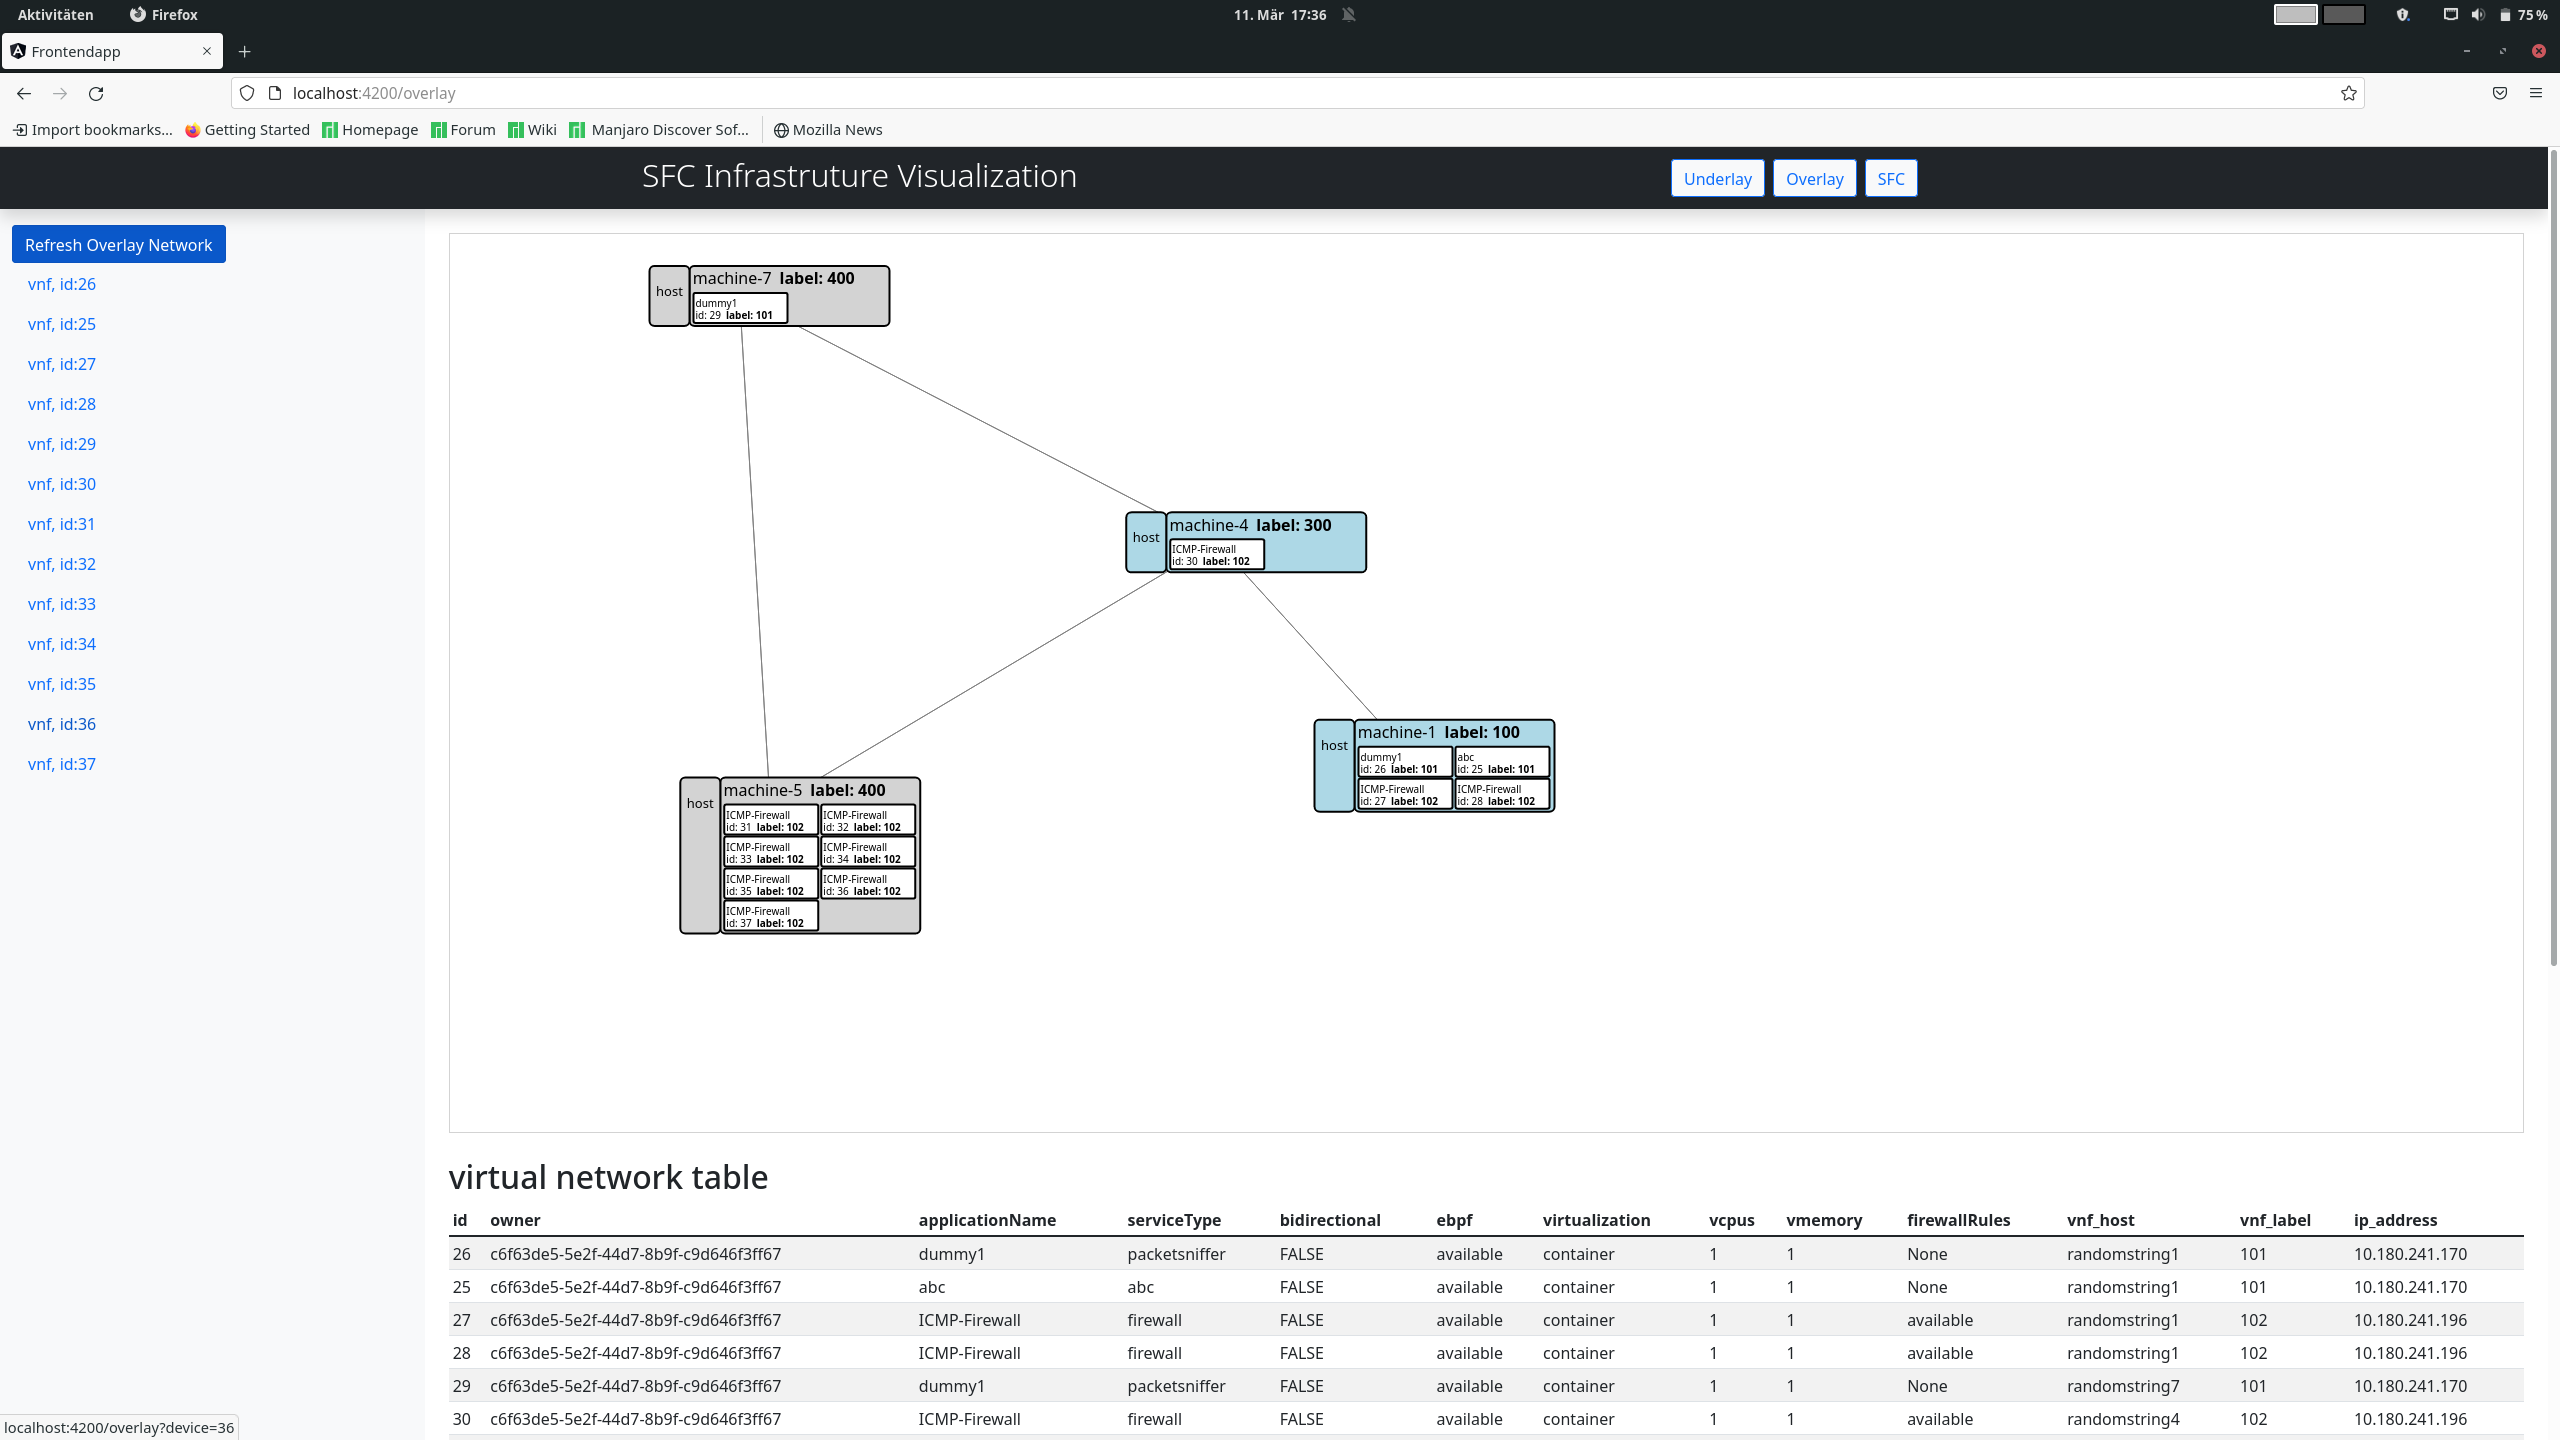 Aktivitäten Firefox 11. Mär 17:36 75 %
Frontendapp
localhost:4200/overlay
Import bookmarks... Getting Started Homepage Forum Wiki Manjaro Discover Sof... Mozilla News
SFC Infrastruture Visualization Underlay Overlay SFC
Refresh Overlay Network
vnf, id:26
vnf, id:25
vnf, id:27
vnf, id:28
vnf, id:29
vnf, id:30
vnf, id:31
vnf, id:32
vnf, id:33
vnf, id:34
vnf, id:35
vnf, id:36
vnf, id:37
host machine-7 label: 400
dummy1
id: 29 label: 101
host machine-4 label: 300
ICMP-Firewall
id: 30 label: 102
host machine-1 label: 100
dummy1 abc
id: 26 label: 101 id: 25 label: 101
ICMP-Firewall ICMP-Firewall
id: 27 label: 102 id: 28 label: 102
host machine-5 label: 400
ICMP-Firewall ICMP-Firewall
id: 31 label: 102 id: 32 label: 102
ICMP-Firewall ICMP-Firewall
id: 33 label: 102 id: 34 label: 102
ICMP-Firewall ICMP-Firewall
id: 35 label: 102 id: 36 label: 102
ICMP-Firewall
id: 37 label: 102
virtual network table
id owner applicationName serviceType bidirectional ebpf virtualization vcpus vmemory firewallRules vnf_host vnf_label ip_address
26 c6f63de5-5e2f-44d7-8b9f-c9d646f3ff67 dummy1 packetsniffer FALSE available container 1 1 None randomstring1 101 10.180.241.170
25 c6f63de5-5e2f-44d7-8b9f-c9d646f3ff67 abc abc FALSE available container 1 1 None randomstring1 101 10.180.241.170
27 c6f63de5-5e2f-44d7-8b9f-c9d646f3ff67 ICMP-Firewall firewall FALSE available container 1 1 available randomstring1 102 10.180.241.196
28 c6f63de5-5e2f-44d7-8b9f-c9d646f3ff67 ICMP-Firewall firewall FALSE available container 1 1 available randomstring1 102 10.180.241.196
29 c6f63de5-5e2f-44d7-8b9f-c9d646f3ff67 dummy1 packetsniffer FALSE available container 1 1 None randomstring7 101 10.180.241.170
30 c6f63de5-5e2f-44d7-8b9f-c9d646f3ff67 ICMP-Firewall firewall FALSE available container 1 1 available randomstring4 102 10.180.241.196
localhost:4200/overlay?device=36